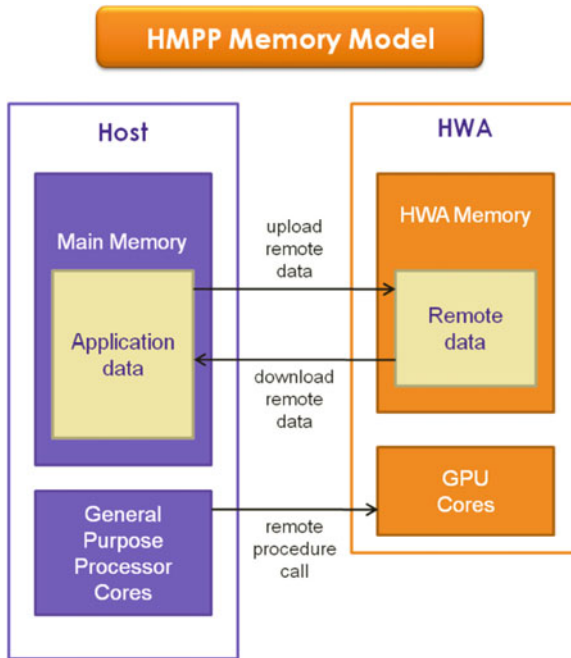 HMPP Memory Model
Host
Main Memory
Application
data
General
Purpose
Processor
Cores
upload
remote
data
download
remote
data
remote
procedure
call
HWA
HWA Memory
Remote
data
GPU
Cores